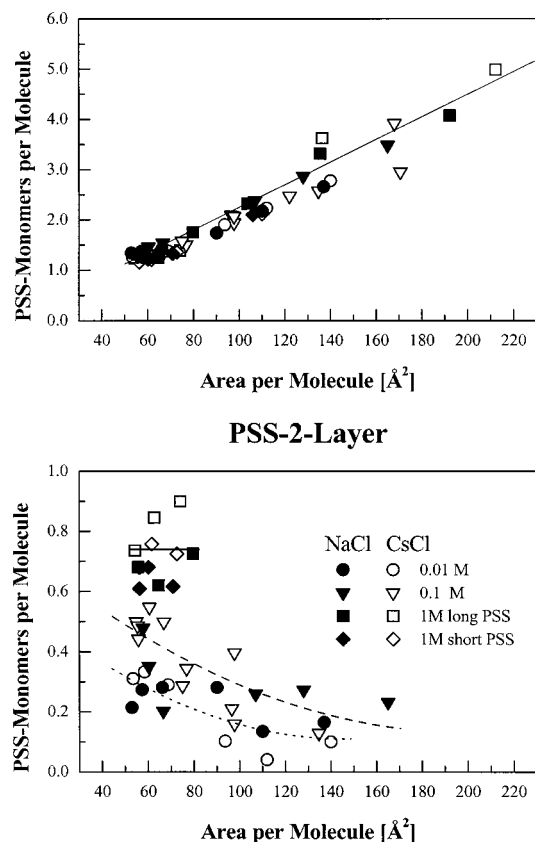 6.0
5.0
4.0
3.0
2.0
1.0
0.0
PSS-Monomers per Molecule
40 60 80 100 120 140 160 180 200 220
Area per Molecule [Å²]
PSS-2-Layer
1.0
0.8
0.6
0.4
0.2
0.0
PSS-Monomers per Molecule
NaCl CsCl
0.01 M
0.1 M
1M long PSS
1M short PSS
40 60 80 100 120 140 160 180 200 220
Area per Molecule [Å²]